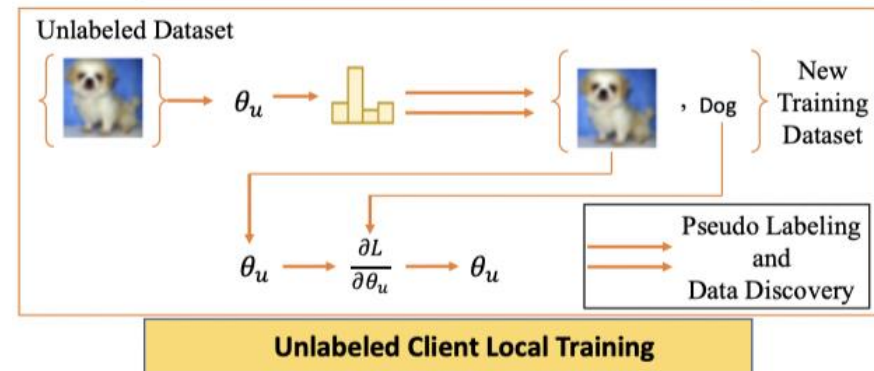 Unlabeled Dataset
{ } θᵤ { , Dog } New
Training
Dataset
θᵤ ∂L/∂θᵤ θᵤ
Pseudo Labeling
and
Data Discovery
Unlabeled Client Local Training